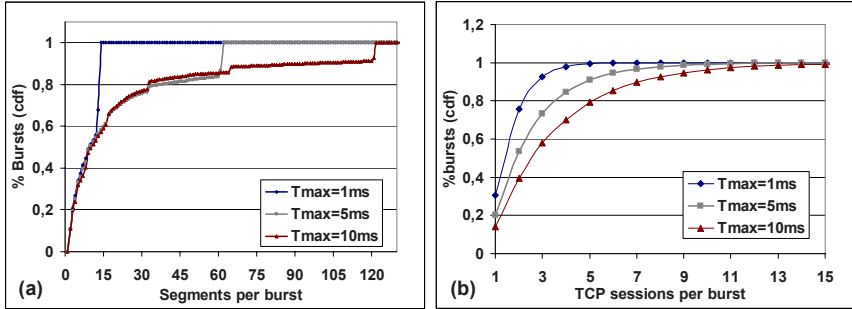 1
0,8
0,6
0,4
0,2
0
% Bursts (cdf)
Tmax=1ms
Tmax=5ms
Tmax=10ms
0 15 30 45 60 75 90 105 120
Segments per burst
(a)
1,2
1
0,8
0,6
0,4
0,2
0
%bursts (cdf)
Tmax=1ms
Tmax=5ms
Tmax=10ms
1 3 5 7 9 11 13 15
TCP sessions per burst
(b)